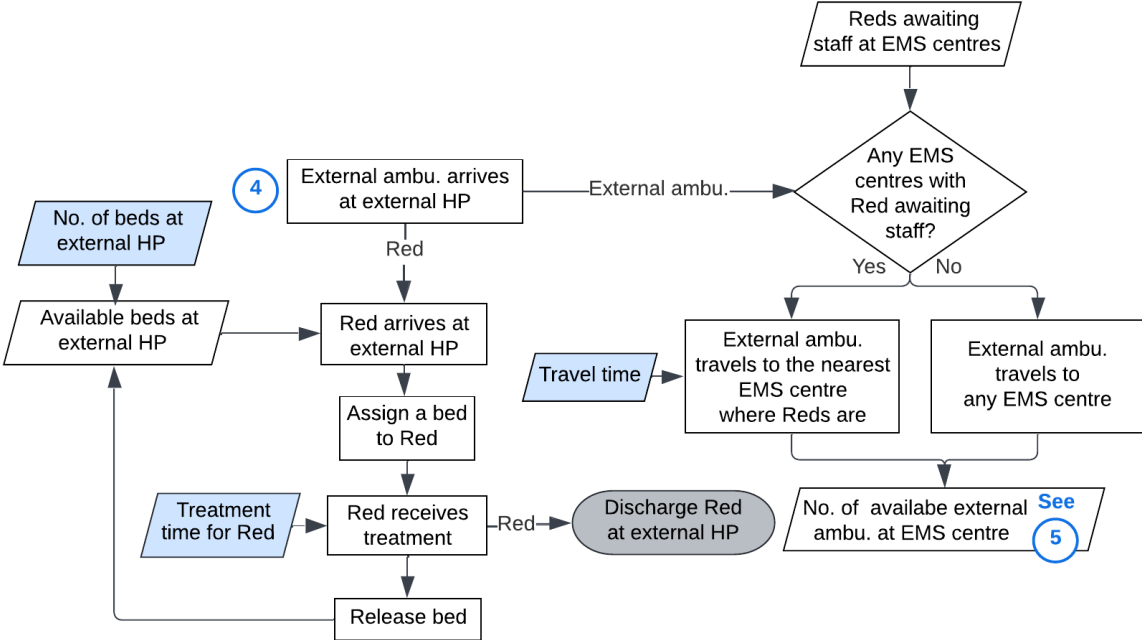 Reds awaiting
staff at EMS centres
4
External ambu. arrives
at external HP
External ambu.
Any EMS
centres with
Red awaiting
staff?
No. of beds at
external HP
Red
Yes
No
Available beds at
external HP
Red arrives at
external HP
Travel time
External ambu.
travels to the nearest
EMS centre
where Reds are
External ambu.
travels to
any EMS centre
Assign a bed
to Red
Treatment
time for Red
Red receives
treatment
Red
Discharge Red
at external HP
No. of availabe external
ambu. at EMS centre
See
5
Release bed